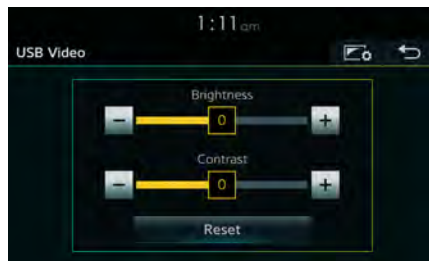 1:11 am
USB Video
Brightness
- 0 +
Contrast
- 0 +
Reset